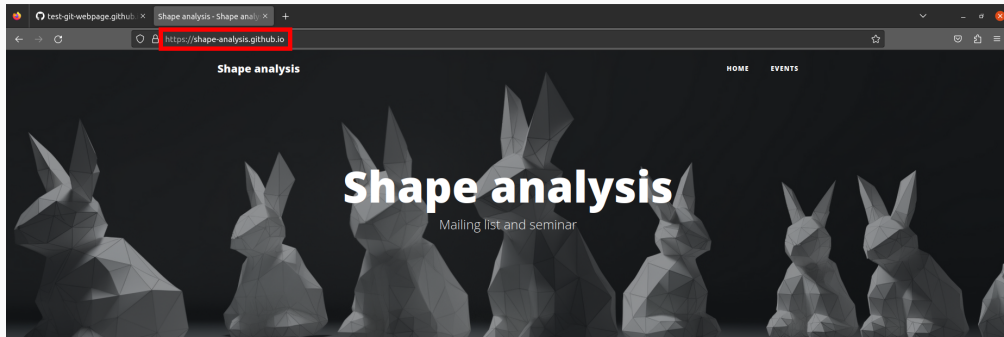 test-git-webpage.github.
Shape analysis - Shape analy
https://shape-analysis.github.io
Shape analysis
HOME EVENTS
Shape analysis
Mailing list and seminar